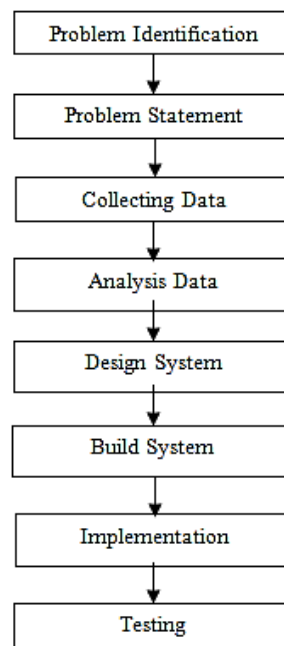 Problem Identification
Problem Statement
Collecting Data
Analysis Data
Design System
Build System
Implementation
Testing